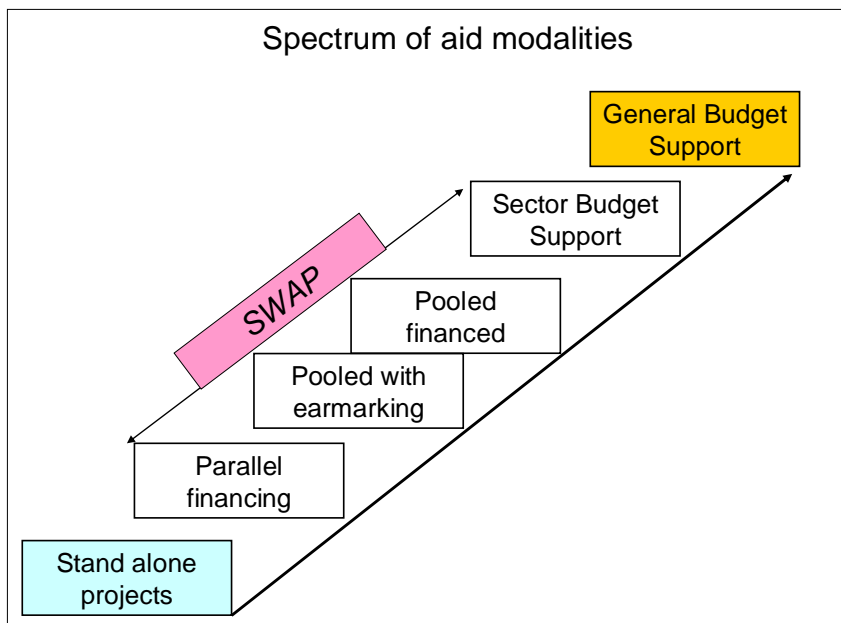 Spectrum of aid modalities
General Budget
Support
Sector Budget
Support
SWAP
Pooled
financed
Pooled with
earmarking
Parallel
financing
Stand alone
projects